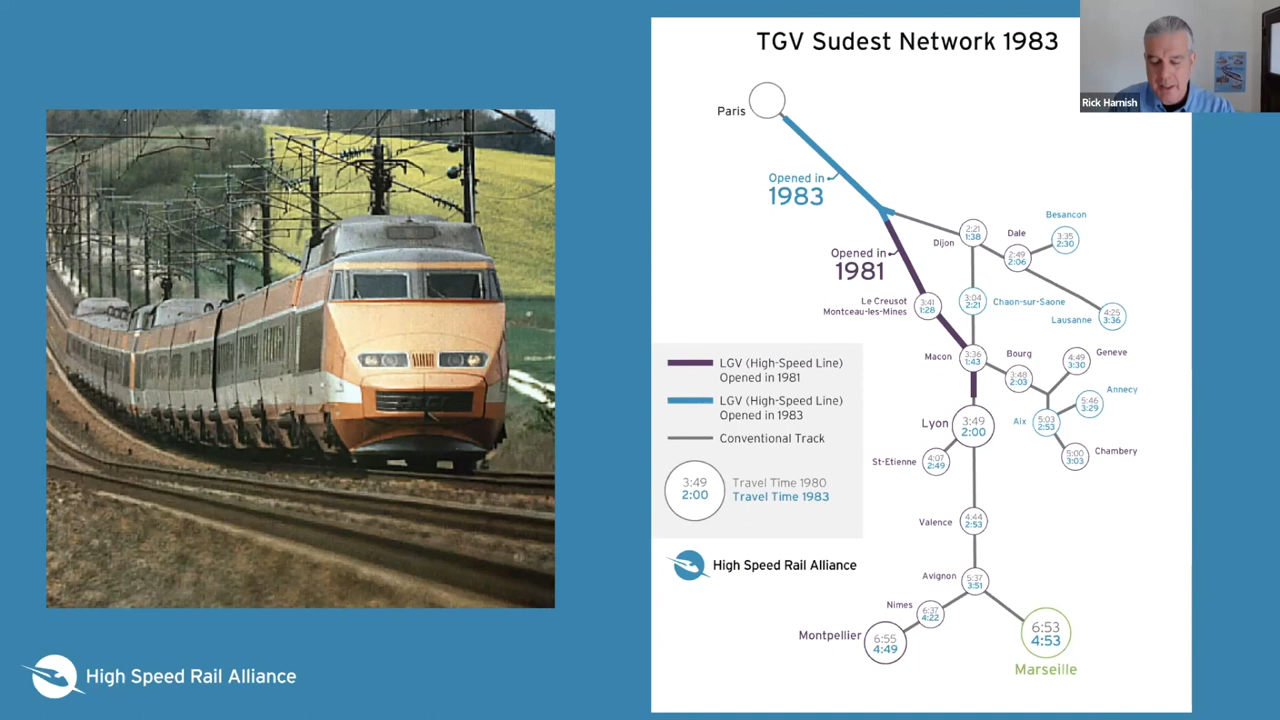 TGV Sudest Network 1983
Rick Harnish
Paris
Opened in
1983
Opened in
1981
Dijon
2:21
1:38
Dale
2:49
2:06
Besancon
3:35
2:30
Le Creusot
Montceau-les-Mines
3:41
1:28
3:04
2:21
Chaon-sur-Saone
Lausanne
4:25
3:36
Macon
3:36
1:43
Bourg
3:48
2:03
Geneve
4:49
3:30
Annecy
5:46
3:29
Aix
5:03
2:53
Chambery
5:00
3:03
Lyon
3:49
2:00
St-Etienne
4:07
2:49
Valence
4:44
2:53
Avignon
5:37
3:51
Nimes
6:37
4:22
Montpellier
6:55
4:49
6:53
4:53
Marseille
LGV (High-Speed Line)
Opened in 1981
LGV (High-Speed Line)
Opened in 1983
Conventional Track
3:49
2:00
Travel Time 1980
Travel Time 1983
High Speed Rail Alliance
High Speed Rail Alliance